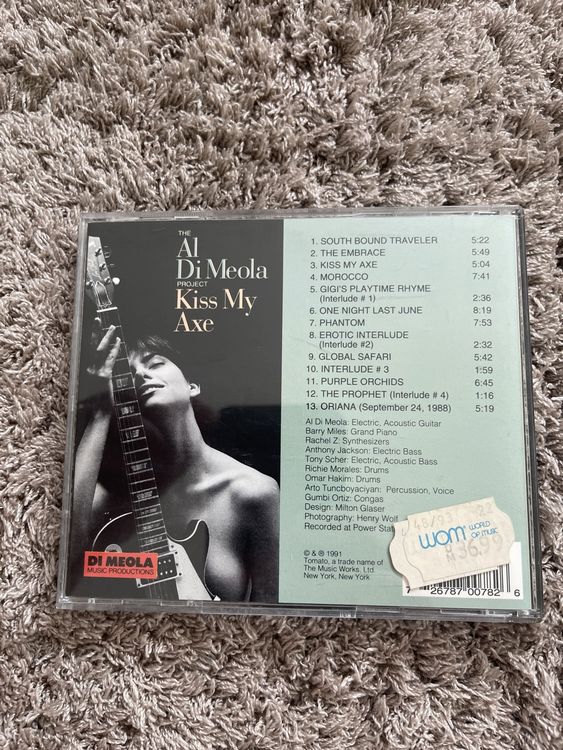 THE
Al
Di Meola
PROJECT
Kiss My
Axe
DI MEOLA
MUSIC PRODUCTIONS
1. SOUTH BOUND TRAVELER 5:22
2. THE EMBRACE 5:49
3. KISS MY AXE 5:04
4. MOROCCO 7:41
5. GIGI'S PLAYTIME RHYME
(Interlude # 1) 2:36
6. ONE NIGHT LAST JUNE 8:19
7. PHANTOM 7:53
8. EROTIC INTERLUDE
(Interlude #2) 2:32
9. GLOBAL SAFARI 5:42
10. INTERLUDE # 3 1:59
11. PURPLE ORCHIDS 6:45
12. THE PROPHET (Interlude # 4) 1:16
13. ORIANA (September 24, 1988) 5:19
Al Di Meola: Electric, Acoustic Guitar
Barry Miles: Grand Piano
Rachel Z: Synthesizers
Anthony Jackson: Electric Bass
Tony Scher: Electric, Acoustic Bass
Richie Morales: Drums
Omar Hakim: Drums
Arto Tuncboyaciyan: Percussion, Voice
Gumbi Ortiz: Congas
Design: Milton Glaser
Photography: Henry Wolf
Recorded at Power
© & ℗ 1991
Tomato, a trade name of
The Music Works, Ltd.
New York, New York
wom WORLD
OF MUSIC
7 26787 00782 6